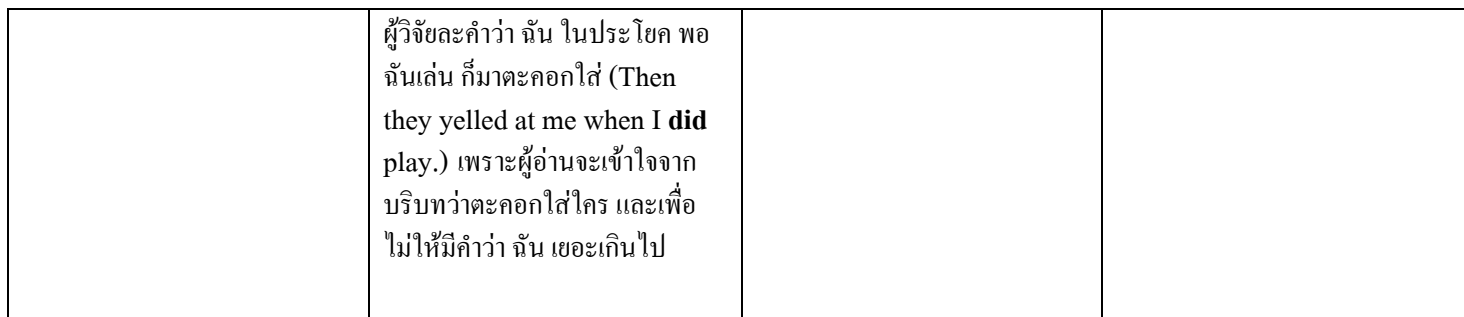 ผู้วิจัยละคำว่า ฉัน ในประโยค พอ
ฉันเล่น ก็มาตะคอกใส่ (Then
they yelled at me when I did
play.) เพราะผู้อ่านจะเข้าใจจาก
บริบทว่าตะคอกใส่ใคร และเพื่อ
ไม่ให้มีคำว่า ฉัน เยอะเกินไป